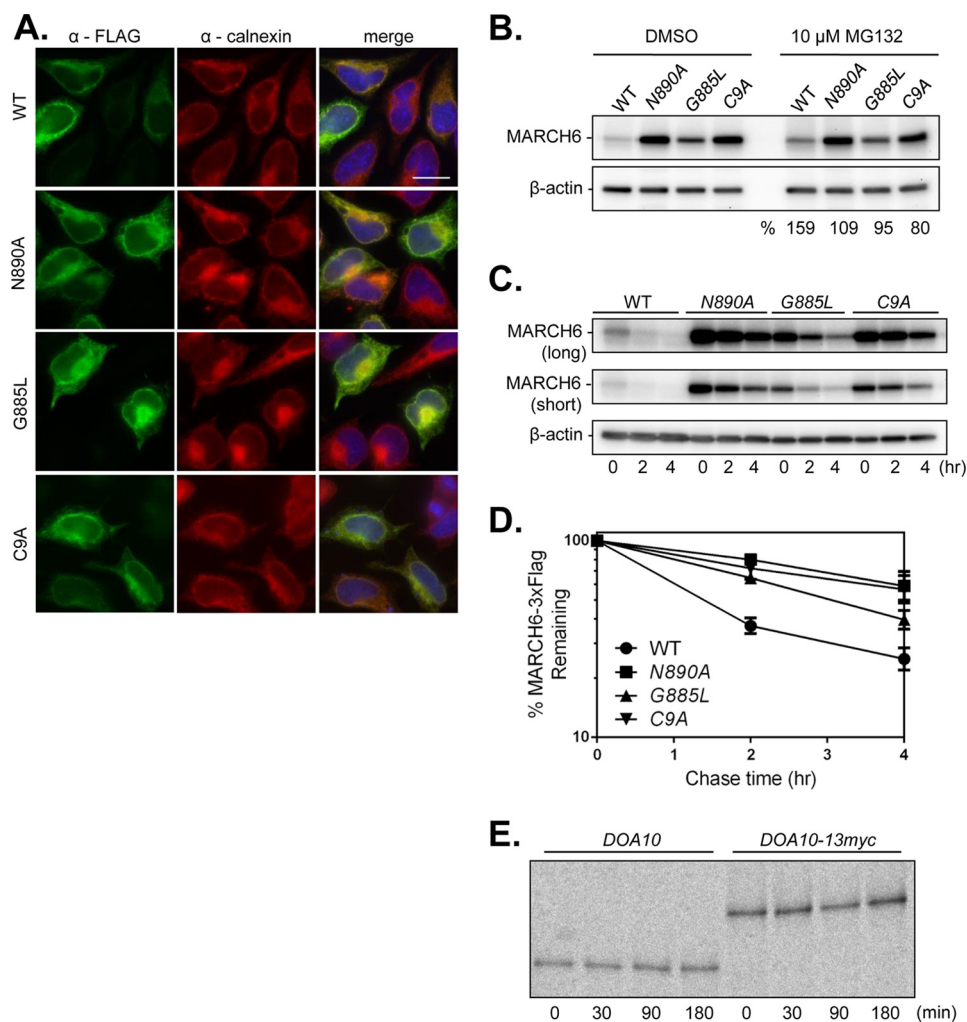 A.
α - FLAG α - calnexin merge
WT
N890A
G885L
C9A
B.
DMSO 10 µM MG132
WT N890A G885L C9A WT N890A G885L C9A
MARCH6 -
β-actin -
% 159 109 95 80
C.
WT N890A G885L C9A
MARCH6 -
(long)
MARCH6 -
(short)
β-actin -
0 2 4 0 2 4 0 2 4 0 2 4 (hr)
D.
% MARCH6-3xFlag
Remaining
100
10
WT
N890A
G885L
C9A
0 1 2 3 4
Chase time (hr)
E.
DOA10 DOA10-13myc
0 30 90 180 0 30 90 180 (min)